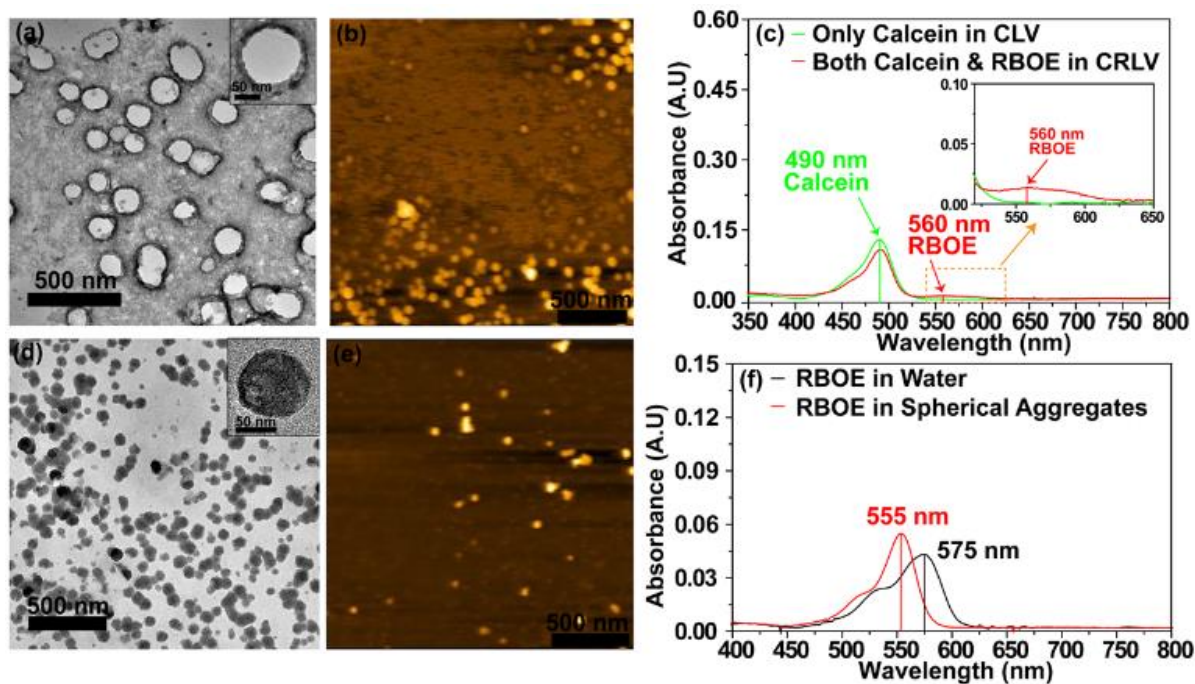 (a)
50 nm
500 nm
(b)
500 nm
(c)
Only Calcein in CLV
Both Calcein & RBOE in CRLV
0.60
0.45
0.30
0.15
0.00
Absorbance (A.U)
490 nm
Calcein
560 nm
RBOE
0.10
0.05
0.00
560 nm
RBOE
550 600 650
350 400 450 500 550 600 650 700 750 800
Wavelength (nm)
(d)
50 nm
500 nm
(e)
500 nm
(f)
RBOE in Water
RBOE in Spherical Aggregates
0.15
0.12
0.09
0.06
0.03
0.00
Absorbance (A.U)
555 nm
575 nm
400 450 500 550 600 650 700 750 800
Wavelength (nm)